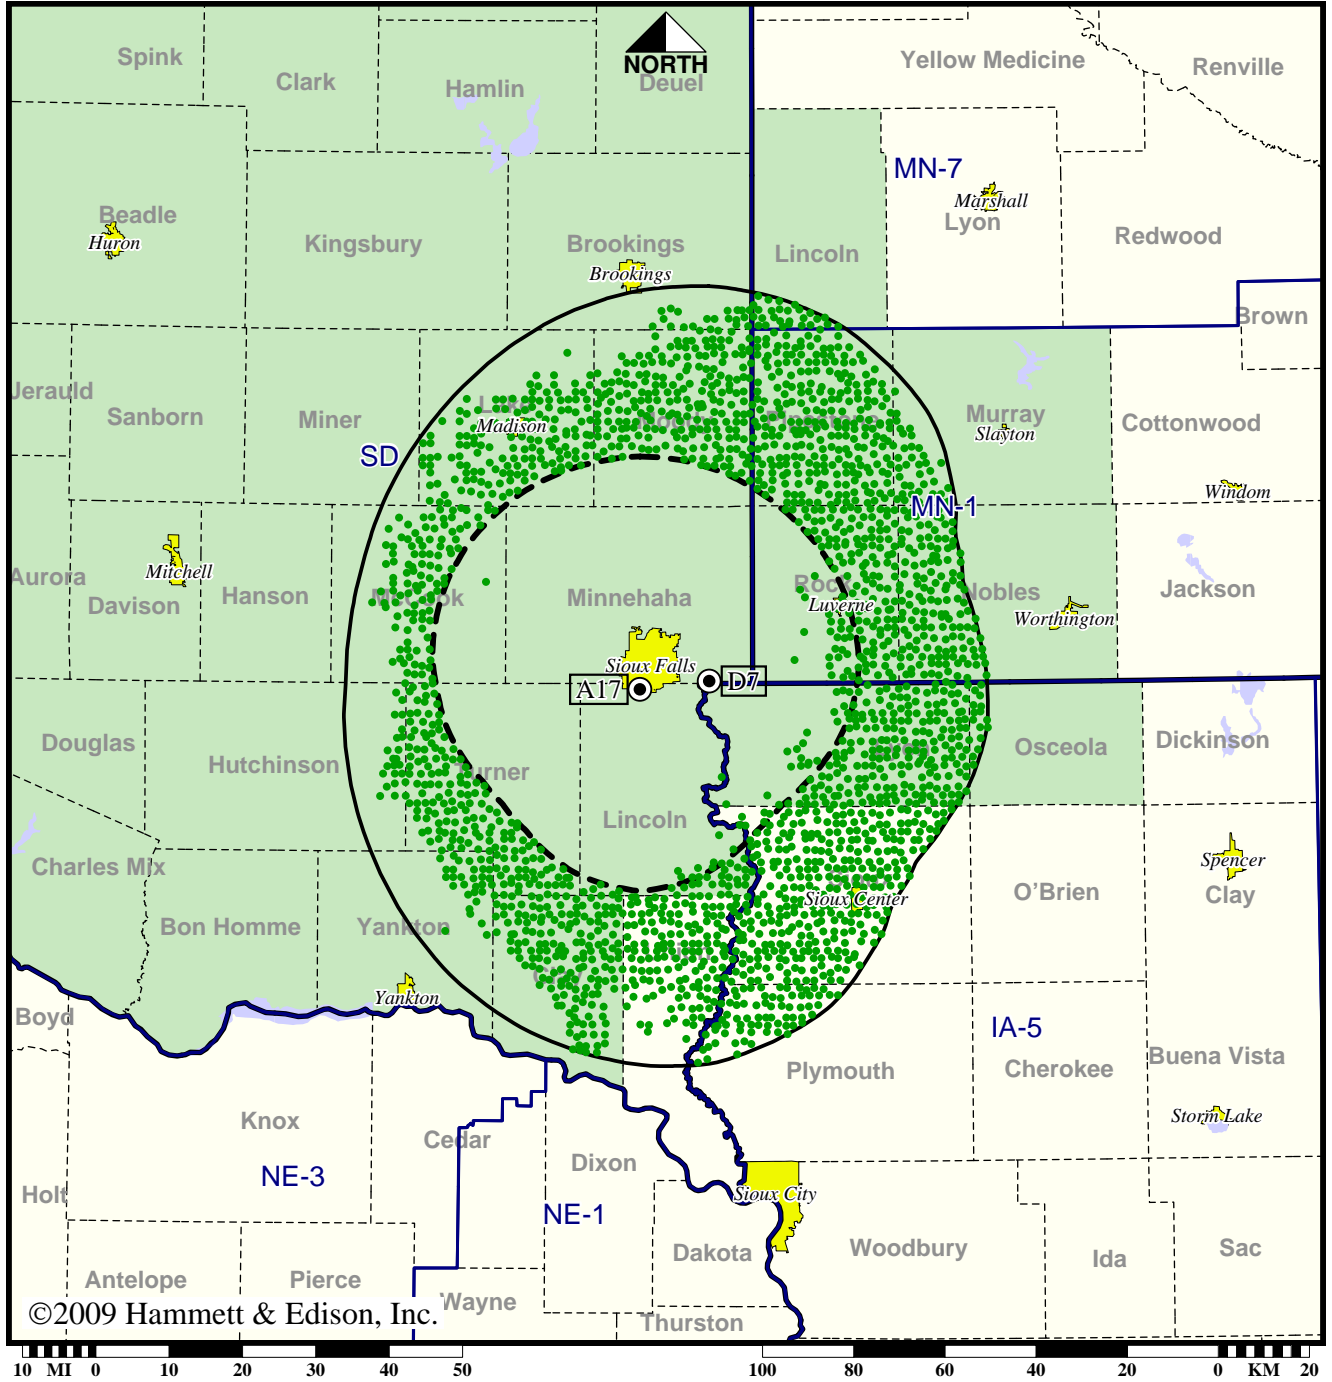 Spink
Clark
Hamlin
NORTH
Deuel
Yellow Medicine
Renville
MN-7
Marshall
Lyon
Beadle
Huron
Kingsbury
Brookings
Brookings
Lincoln
Redwood
Brown
Jerauld
Sanborn
Miner
Madison
SD
Murray
Slayton
Cottonwood
Windom
MN-1
Mitchell
Aurora
Davison
Hanson
McCook
Minnehaha
Rock
Luverne
Nobles
Worthington
Jackson
Sioux Falls
A17
D7
Douglas
Hutchinson
Turner
Lincoln
Osceola
Dickinson
Charles Mix
Spencer
Clay
O'Brien
Sioux Center
Bon Homme
Yankton
Yankton
Boyd
IA-5
Plymouth
Cherokee
Buena Vista
Storm Lake
Knox
Cedar
Dixon
NE-3
NE-1
Holt
Sioux City
Dakota
Woodbury
Ida
Sac
Antelope
Pierce
Wayne
Thurston
©2009 Hammett & Edison, Inc.
10 MI 0 10 20 30 40 50 100 80 60 40 20 0 KM 20